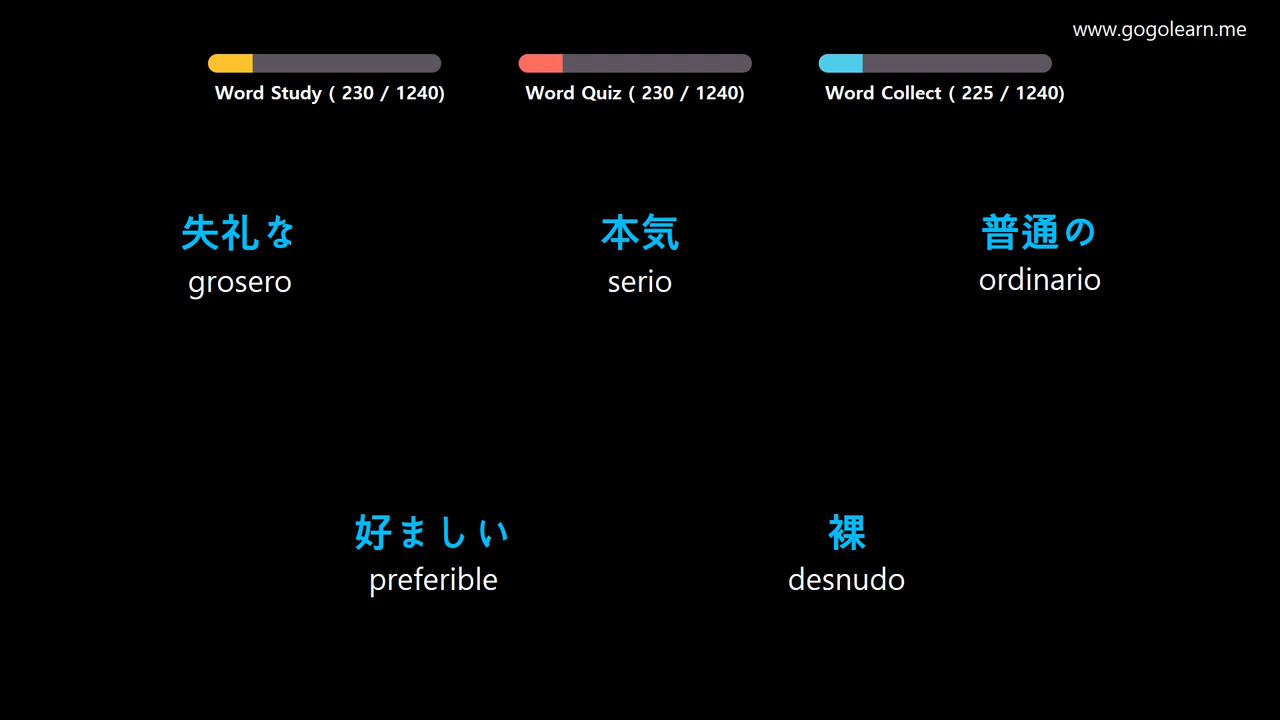 www.gogolearn.me
Word Study ( 230 / 1240)
Word Quiz ( 230 / 1240)
Word Collect ( 225 / 1240)
失礼な
grosero
本気
serio
普通の
ordinario
好ましい
preferible
裸
desnudo